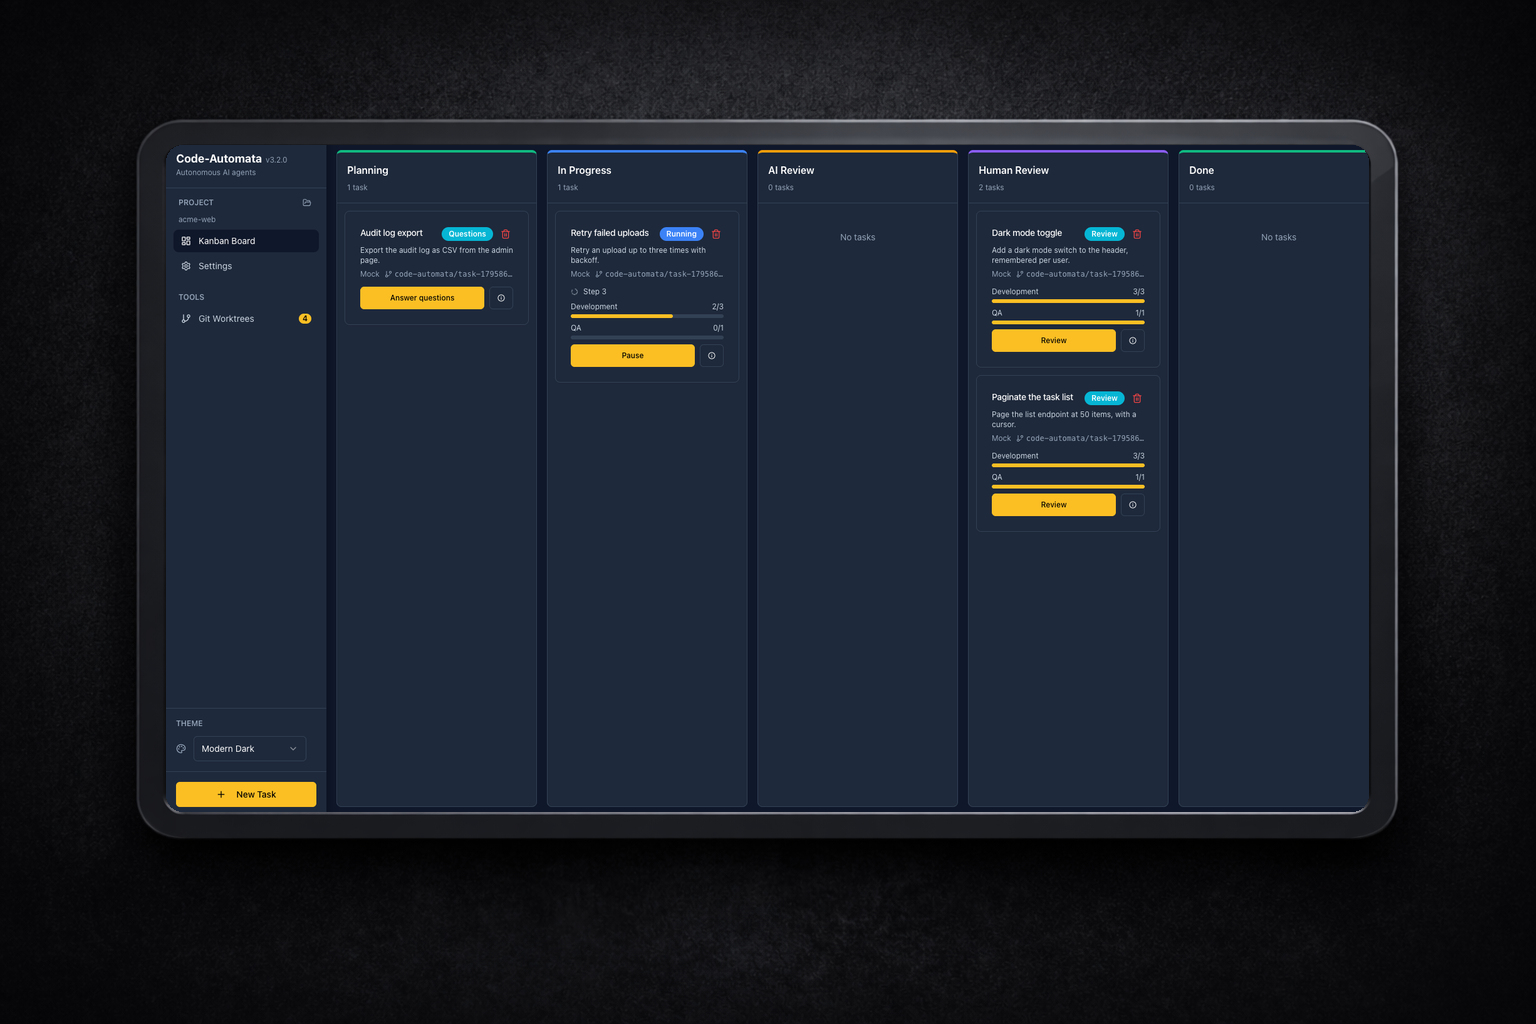 Code-Automata v3.2.0
Autonomous AI agents
PROJECT
acme-web
Kanban Board
Settings
TOOLS
Git Worktrees 4
THEME
Modern Dark
New Task
Planning
1 task
Audit log export Questions
Export the audit log as CSV from the admin
page.
Mock code-automata/task-179586…
Answer questions
In Progress
1 task
Retry failed uploads Running
Retry an upload up to three times with
backoff.
Mock code-automata/task-179586…
Step 3
Development 2/3
QA 0/1
Pause
AI Review
0 tasks
No tasks
Human Review
2 tasks
Dark mode toggle Review
Add a dark mode switch to the header,
remembered per user.
Mock code-automata/task-179586…
Development 3/3
QA 1/1
Review
Paginate the task list Review
Page the list endpoint at 50 items, with a
cursor.
Mock code-automata/task-179586…
Development 3/3
QA 1/1
Review
Done
0 tasks
No tasks